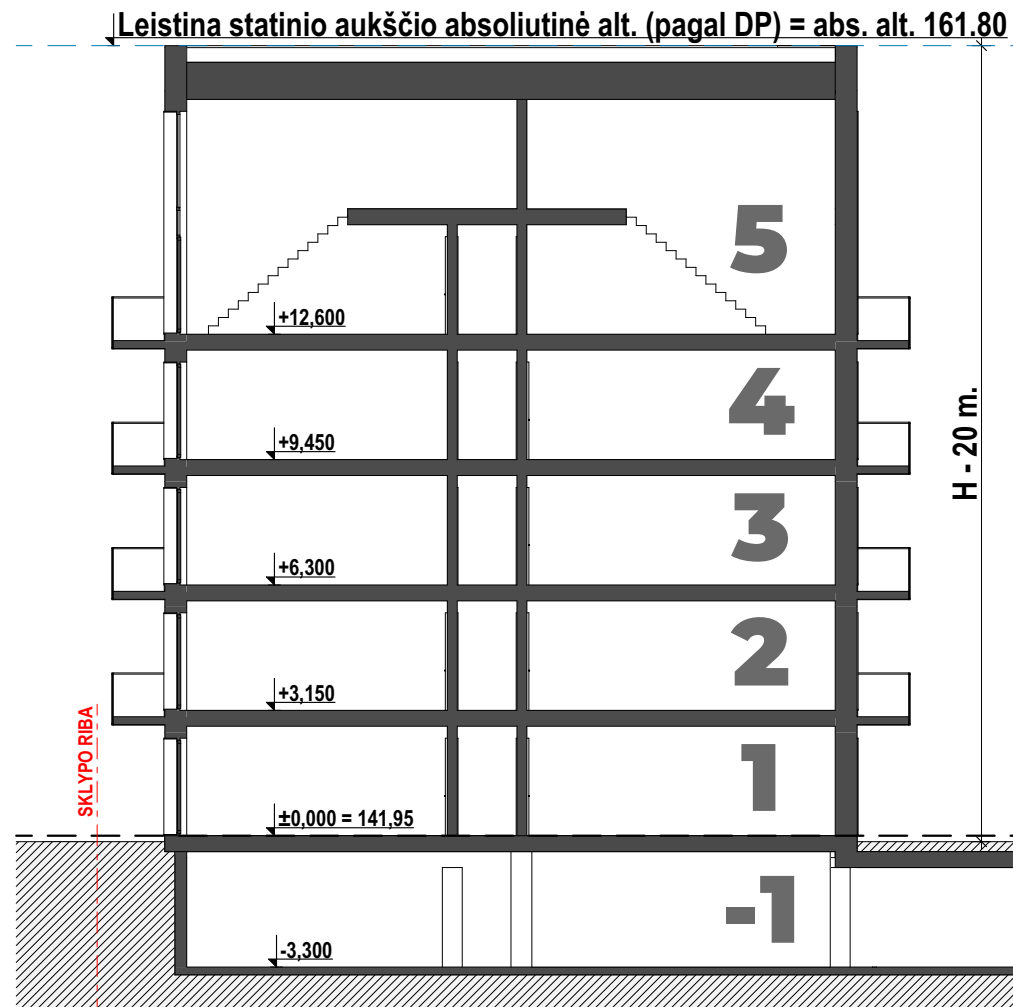 Leistina statinio aukščio absoliutinė alt. (pagal DP) = abs. alt. 161.80
5
+12,600
4
+9,450
H - 20 m.
3
+6,300
2
+3,150
SKLYPO RIBA
1
±0,000 = 141,95
-1
-3,300